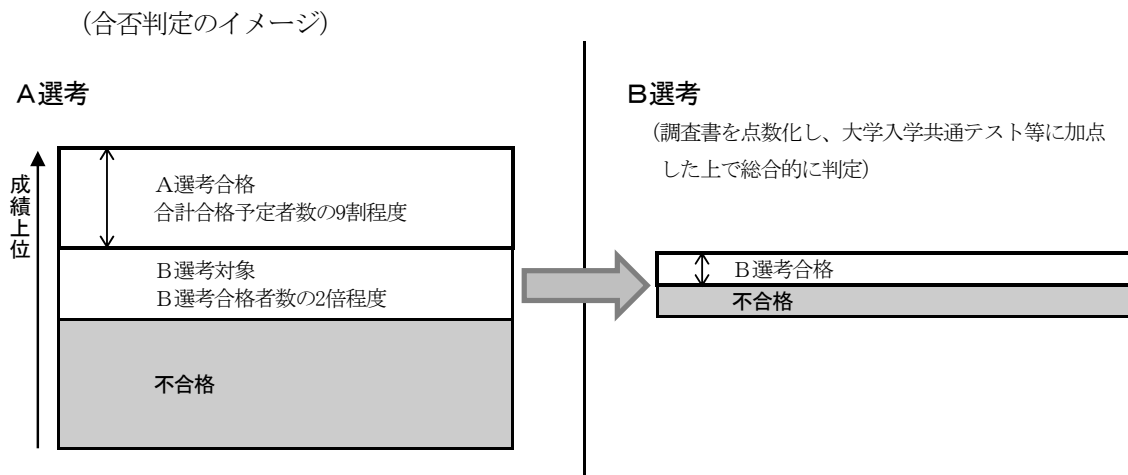 (合否判定のイメージ)
A選考
成績上位
A選考合格
合計合格予定者数の9割程度
B選考対象
B選考合格者数の2倍程度
不合格
B選考
(調査書を点数化し、大学入学共通テスト等に加点
した上で総合的に判定)
B選考合格
不合格